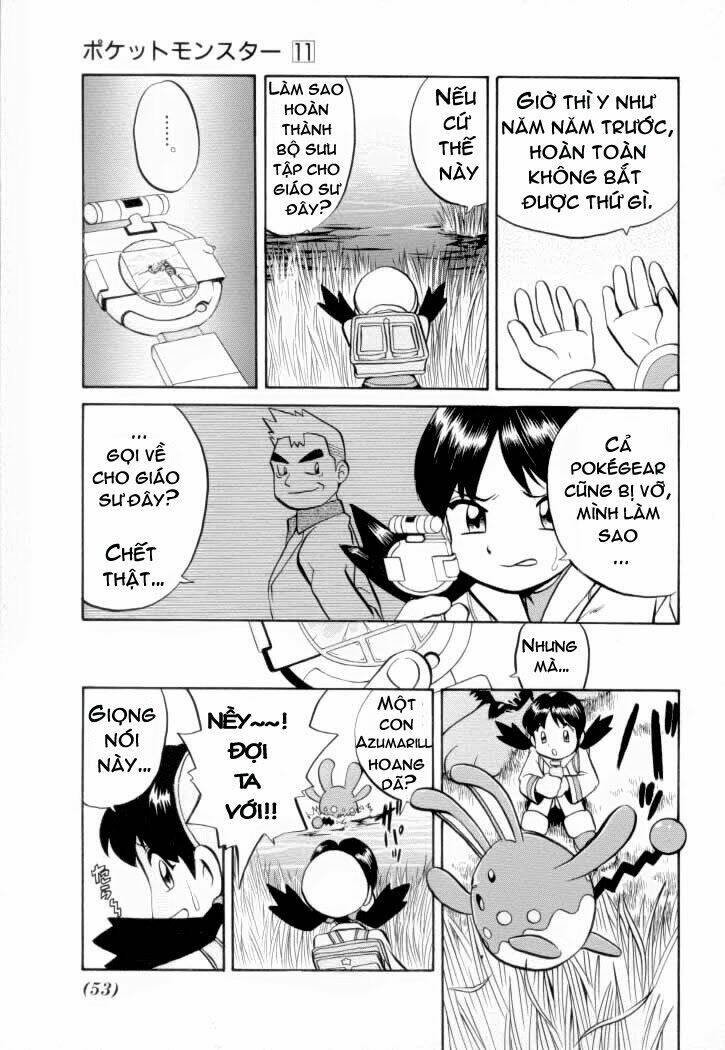 ポケットモンスター 11
Giờ thì y như
năm năm trước,
hoàn toàn
không bắt
được thứ gì.
Nếu
cứ
thế
này
Làm sao
hoàn
thành
bộ sưu
tập cho
giáo sư
đây?
.......
Cả
Pokégear
cũng bị vỡ,
mình làm
sao
...
...
gọi về
cho giáo
sư đây?
Chết
thật...
Nhưng
mà...
Một
con
Azumarill
hoang
dã?
Nềy~~!
Đợi
ta
với!!
Giọng
nói
này...
(53)